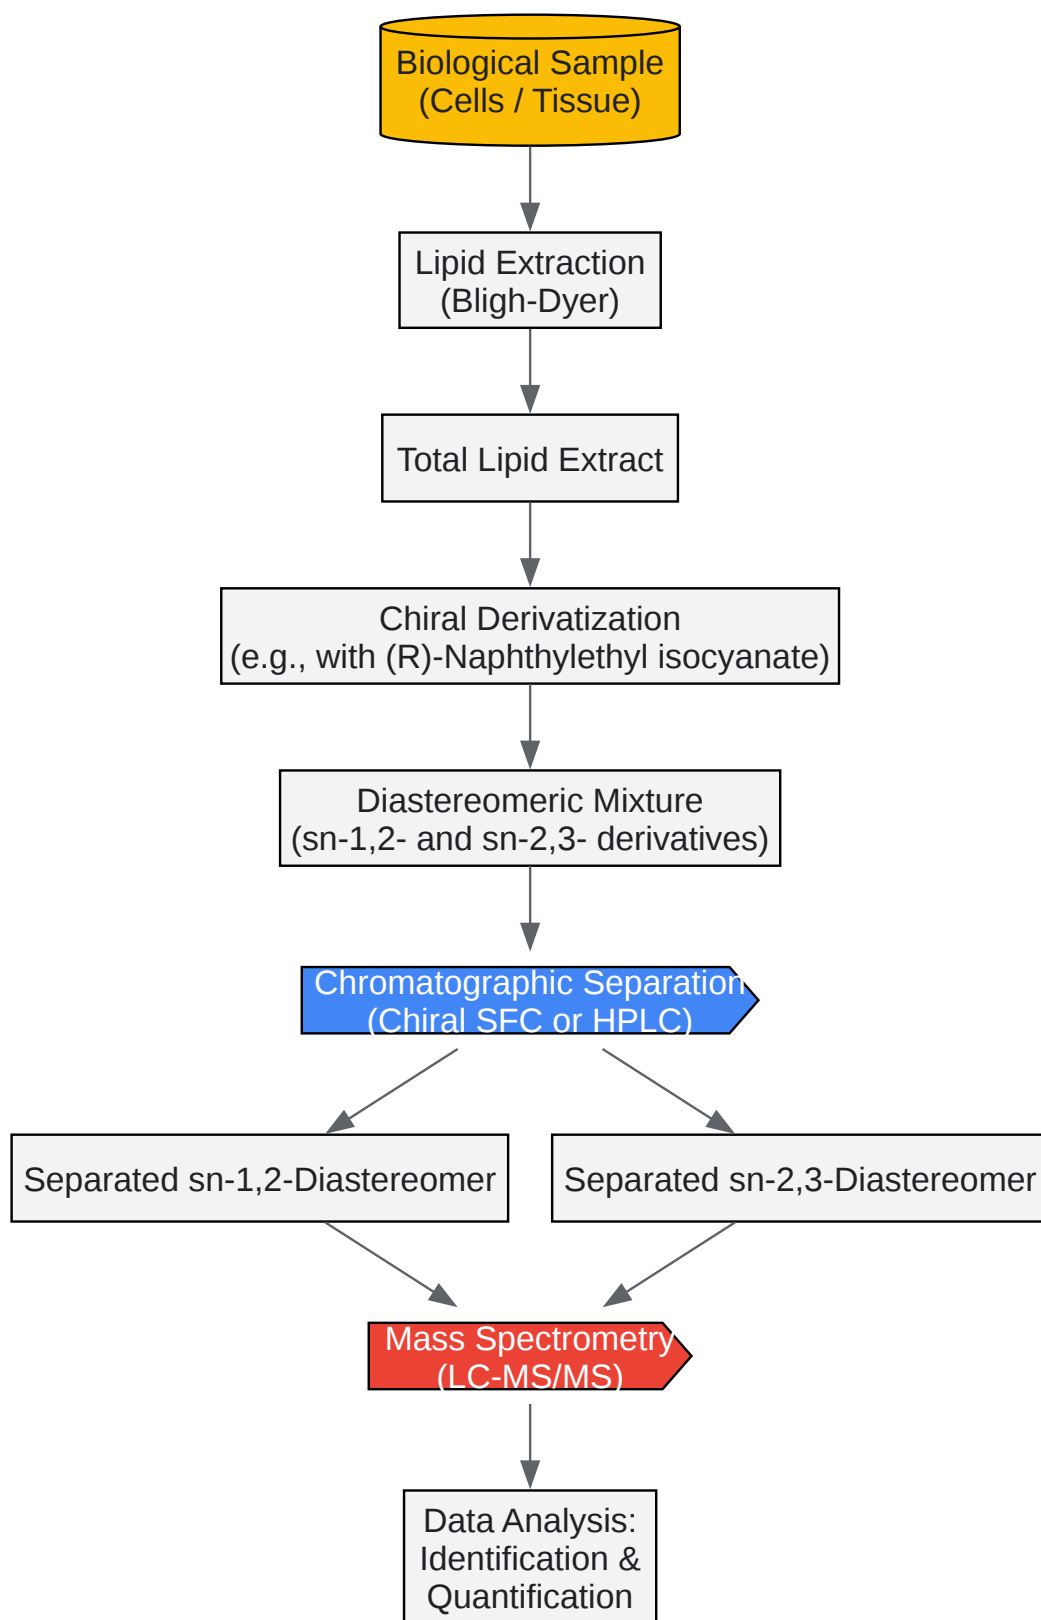 Biological Sample
(Cells / Tissue)
Lipid Extraction
(Bligh-Dyer)
Total Lipid Extract
Chiral Derivatization
(e.g., with (R)-Naphthylethyl isocyanate)
Diastereomeric Mixture
(sn-1,2- and sn-2,3- derivatives)
Chromatographic Separation
(Chiral SFC or HPLC)
Separated sn-1,2-Diastereomer
Separated sn-2,3-Diastereomer
Mass Spectrometry
(LC-MS/MS)
Data Analysis:
Identification &
Quantification